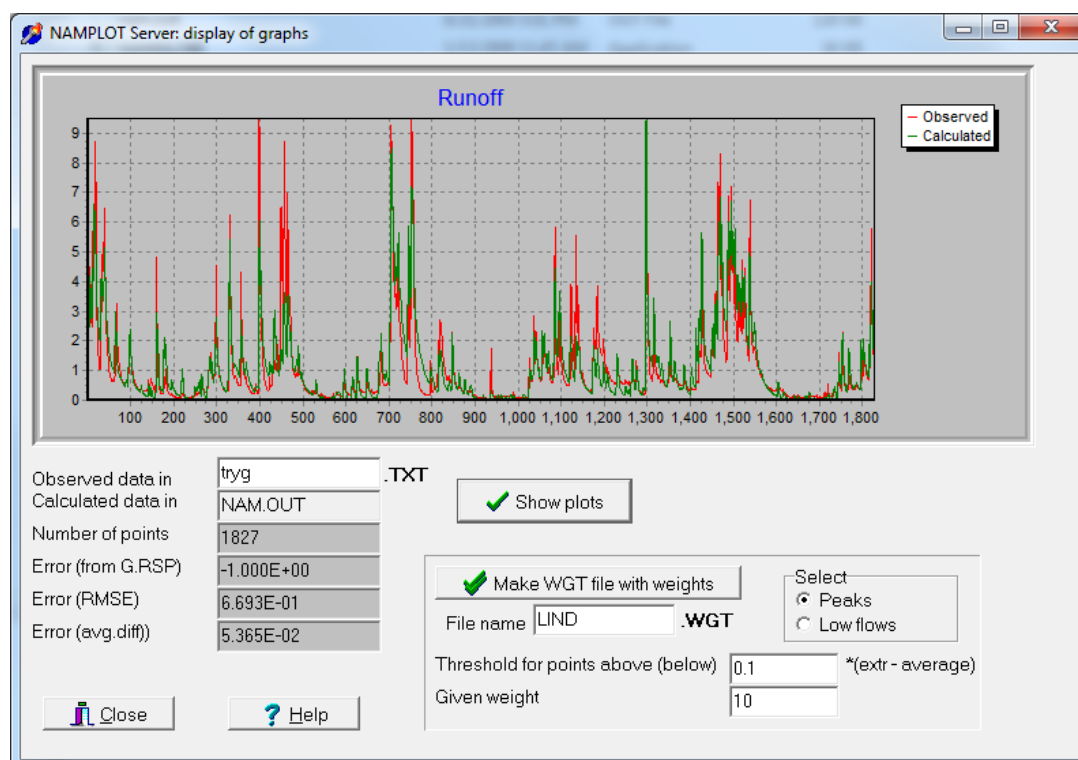 NAMPLOT Server: display of graphs
Runoff
Observed
Calculated
9
8
7
6
5
4
3
2
1
0
100 200 300 400 500 600 700 800 900 1,000 1,100 1,200 1,300 1,400 1,500 1,600 1,700 1,800
Observed data in tryg .TXT
Calculated data in NAM.OUT
Show plots
Number of points 1827
Error (from G.RSP) -1.000E+00
Error (RMSE) 6.693E-01
Error (avg.diff)) 5.365E-02
Make WGT file with weights
File name LIND .WGT
Select
Peaks
Low flows
Threshold for points above (below) 0.1 *(extr - average)
Given weight 10
Close
? Help